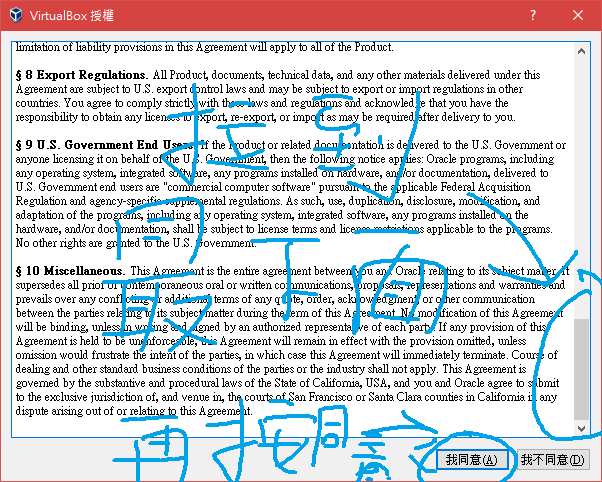 VirtualBox 授權
limitation of liability provisions in this Agreement will apply to all of the Product.
§ 8 Export Regulations. All Product, documents, technical data, and any other materials delivered under this
Agreement are subject to U.S. export control laws and may be subject to export or import regulations in other
countries. You agree to comply strictly with these laws and regulations and acknowledge that you have the
responsibility to obtain any licenses to export, re-export, or import as may be required after delivery to you.
§ 9 U.S. Government End Users. If the Product or related documentation is delivered to the U.S. Government or
anyone licensing it on behalf of the U.S. Government, then the following notice applies: Oracle programs, including
any operating system, integrated software, any programs installed on hardware, and/or documentation, delivered to
U.S. Government end users are "commercial computer software" pursuant to the applicable Federal Acquisition
Regulation and agency-specific supplemental regulations. As such, use, duplication, disclosure, modification, and
adaptation of the programs, including any operating system, integrated software, any programs installed on the
hardware, and/or documentation, shall be subject to license terms and license restrictions applicable to the programs.
No other rights are granted to the U.S. Government.
§ 10 Miscellaneous. This Agreement is the entire agreement between you and Oracle relating to its subject matter. It
supersedes all prior or contemporaneous oral or written communications, proposals, representations and warranties and
prevails over any conflicting or additional terms of any quote, order, acknowledgment, or other communication
between the parties relating to its subject matter during the term of this Agreement. No modification of this Agreement
will be binding, unless in writing and signed by an authorized representative of each party. If any provision of this
Agreement is held to be unenforceable, this Agreement will remain in effect with the provision omitted, unless
omission would frustrate the intent of the parties, in which case this Agreement will immediately terminate. Course of
dealing and other standard business conditions of the parties or the industry shall not apply. This Agreement is
governed by the substantive and procedural laws of the State of California, USA, and you and Oracle agree to submit
to the exclusive jurisdiction of, and venue in, the courts of San Francisco or Santa Clara counties in California in any
dispute arising out of or relating to this Agreement.
最下面
再按同意
我同意(A) 我不同意(D)